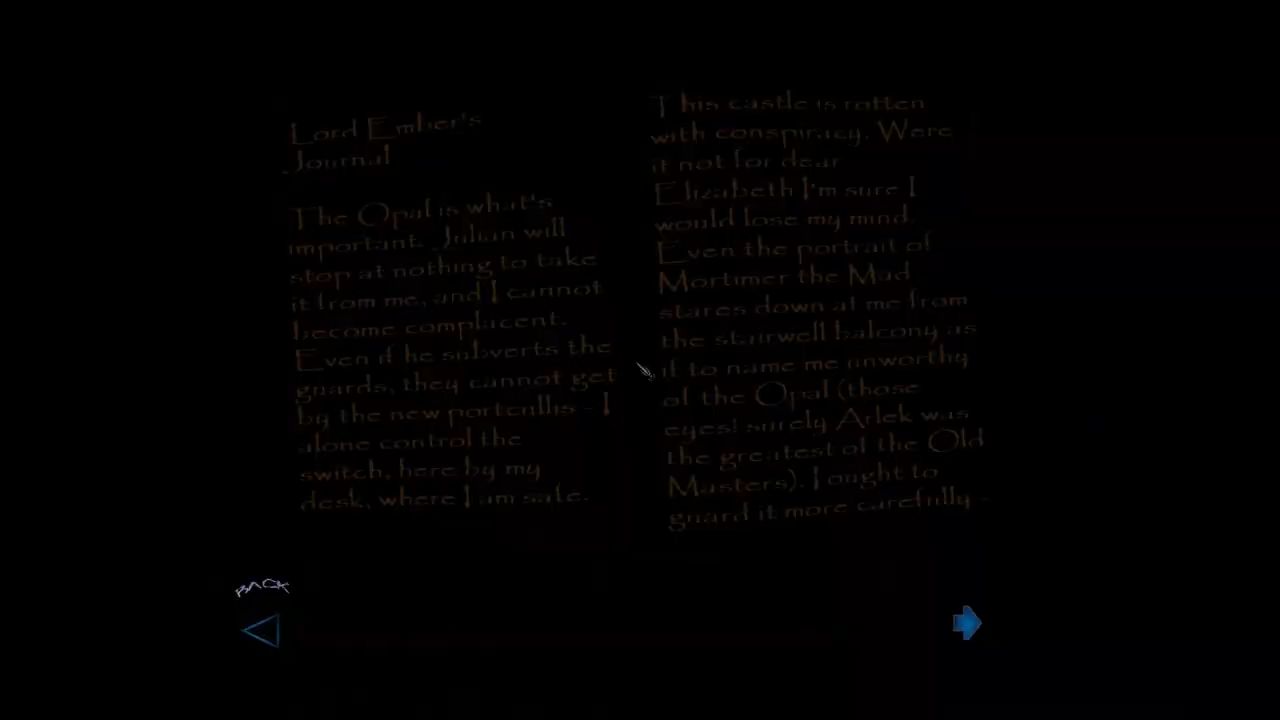 Lord Ember's
Journal
The Opal is what's
important. Julian will
stop at nothing to take
it from me, and I cannot
become complacent.
Even if he subverts the
guards, they cannot get
by the new portcullis - I
alone control the
switch, here by my
desk, where I am safe.
This castle is rotten
with conspiracy. Were
it not for dear
Elizabeth I'm sure I
would lose my mind.
Even the portrait of
Mortimer the Mad
stares down at me from
the stairwell balcony as
if to name me unworthy
of the Opal (those
eyes! surely Arlek was
the greatest of the Old
Masters). I ought to
guard it more carefully -
BACK